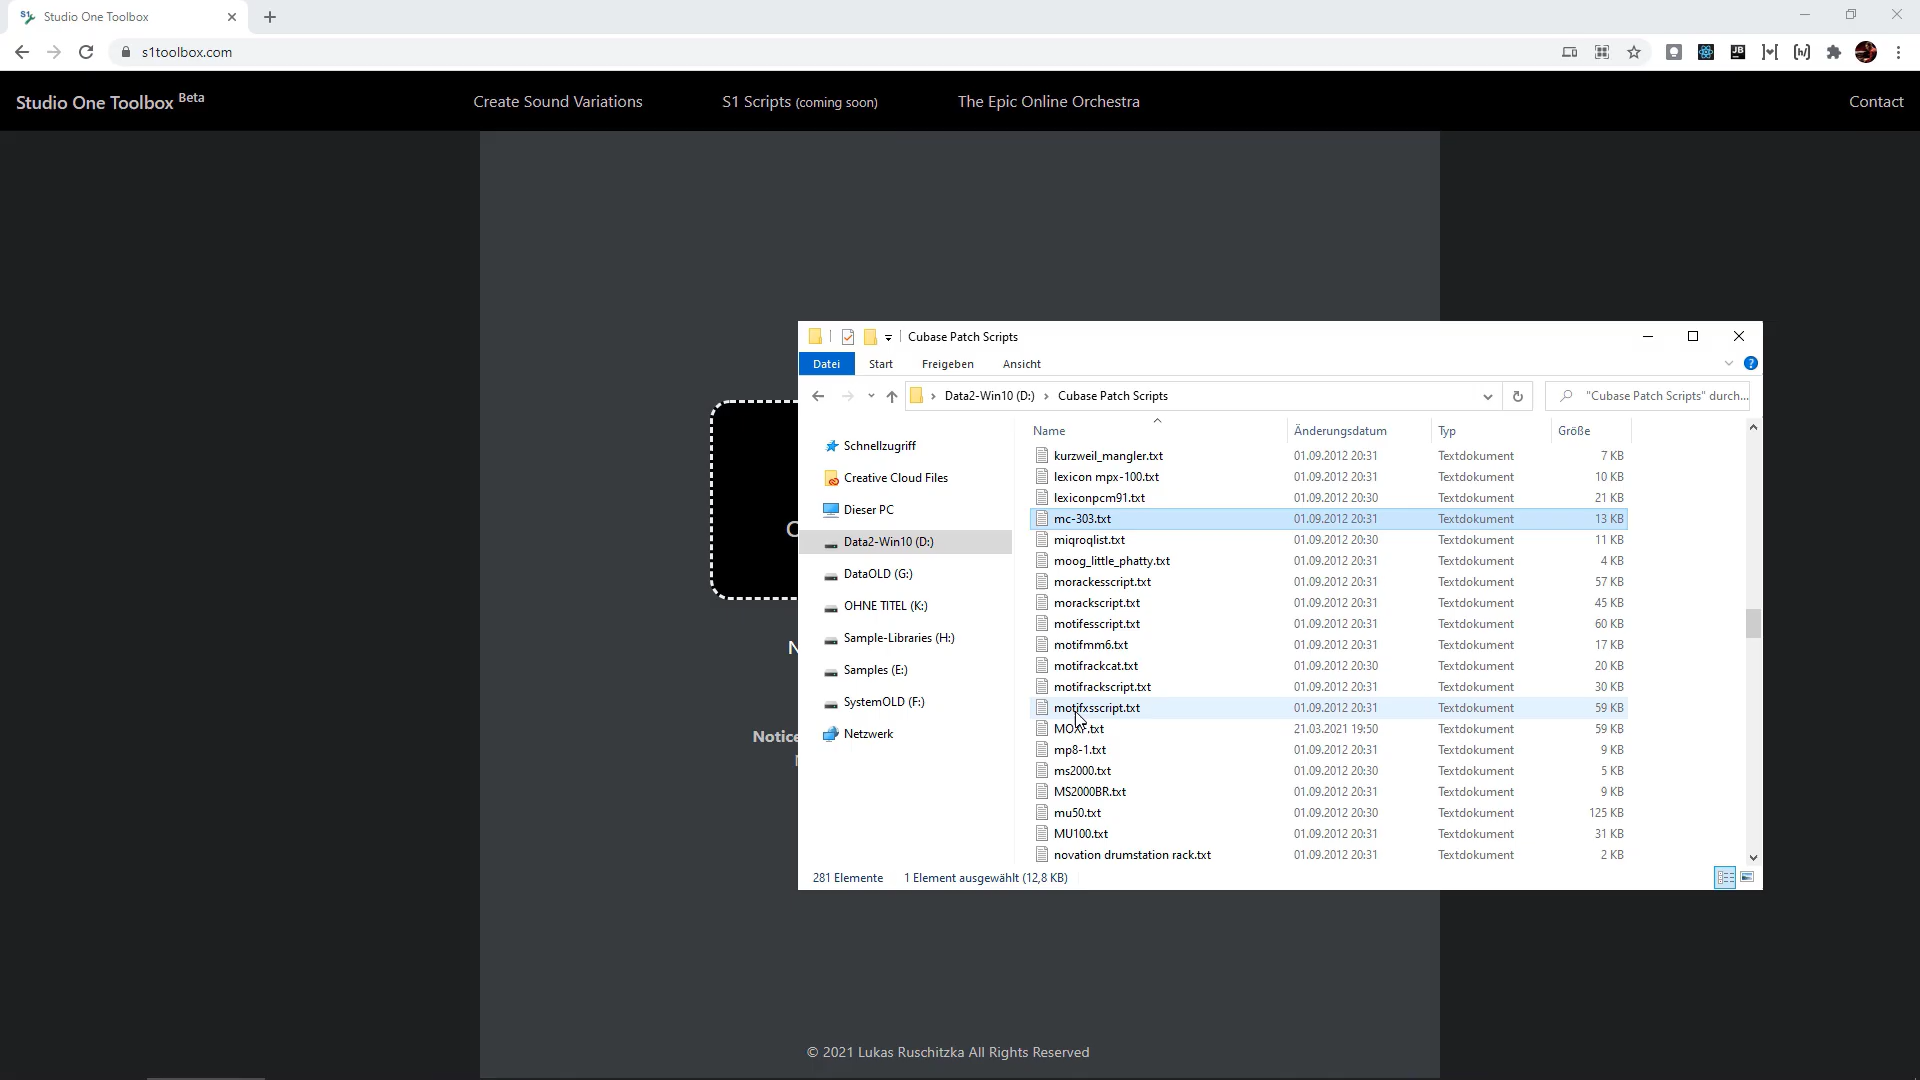 Studio One Toolbox
s1toolbox.com
Studio One Toolbox Beta
Create Sound Variations
S1 Scripts (coming soon)
The Epic Online Orchestra
Contact
Cubase Patch Scripts
Datei Start Freigeben Ansicht
Data2-Win10 (D:) › Cubase Patch Scripts
"Cubase Patch Scripts" durch...
Schnellzugriff
Creative Cloud Files
Dieser PC
Data2-Win10 (D:)
DataOLD (G:)
OHNE TITEL (K:)
Sample-Libraries (H:)
Samples (E:)
SystemOLD (F:)
Netzwerk
Name Änderungsdatum Typ Größe
kurzweil_mangler.txt 01.09.2012 20:31 Textdokument 7 KB
lexicon mpx-100.txt 01.09.2012 20:31 Textdokument 10 KB
lexiconpcm91.txt 01.09.2012 20:30 Textdokument 21 KB
mc-303.txt 01.09.2012 20:31 Textdokument 13 KB
miqroqlist.txt 01.09.2012 20:30 Textdokument 11 KB
moog_little_phatty.txt 01.09.2012 20:31 Textdokument 4 KB
morackesscript.txt 01.09.2012 20:31 Textdokument 57 KB
morackscript.txt 01.09.2012 20:31 Textdokument 45 KB
motifesscript.txt 01.09.2012 20:31 Textdokument 60 KB
motifmm6.txt 01.09.2012 20:31 Textdokument 17 KB
motifrackcat.txt 01.09.2012 20:30 Textdokument 20 KB
motifrackscript.txt 01.09.2012 20:31 Textdokument 30 KB
motifxsscript.txt 01.09.2012 20:31 Textdokument 59 KB
MOXF.txt 21.03.2021 19:50 Textdokument 59 KB
mp8-1.txt 01.09.2012 20:31 Textdokument 9 KB
ms2000.txt 01.09.2012 20:30 Textdokument 5 KB
MS2000BR.txt 01.09.2012 20:31 Textdokument 9 KB
mu50.txt 01.09.2012 20:30 Textdokument 125 KB
MU100.txt 01.09.2012 20:31 Textdokument 31 KB
novation drumstation rack.txt 01.09.2012 20:31 Textdokument 2 KB
281 Elemente 1 Element ausgewählt (12,8 KB)
Notice
© 2021 Lukas Ruschitzka All Rights Reserved